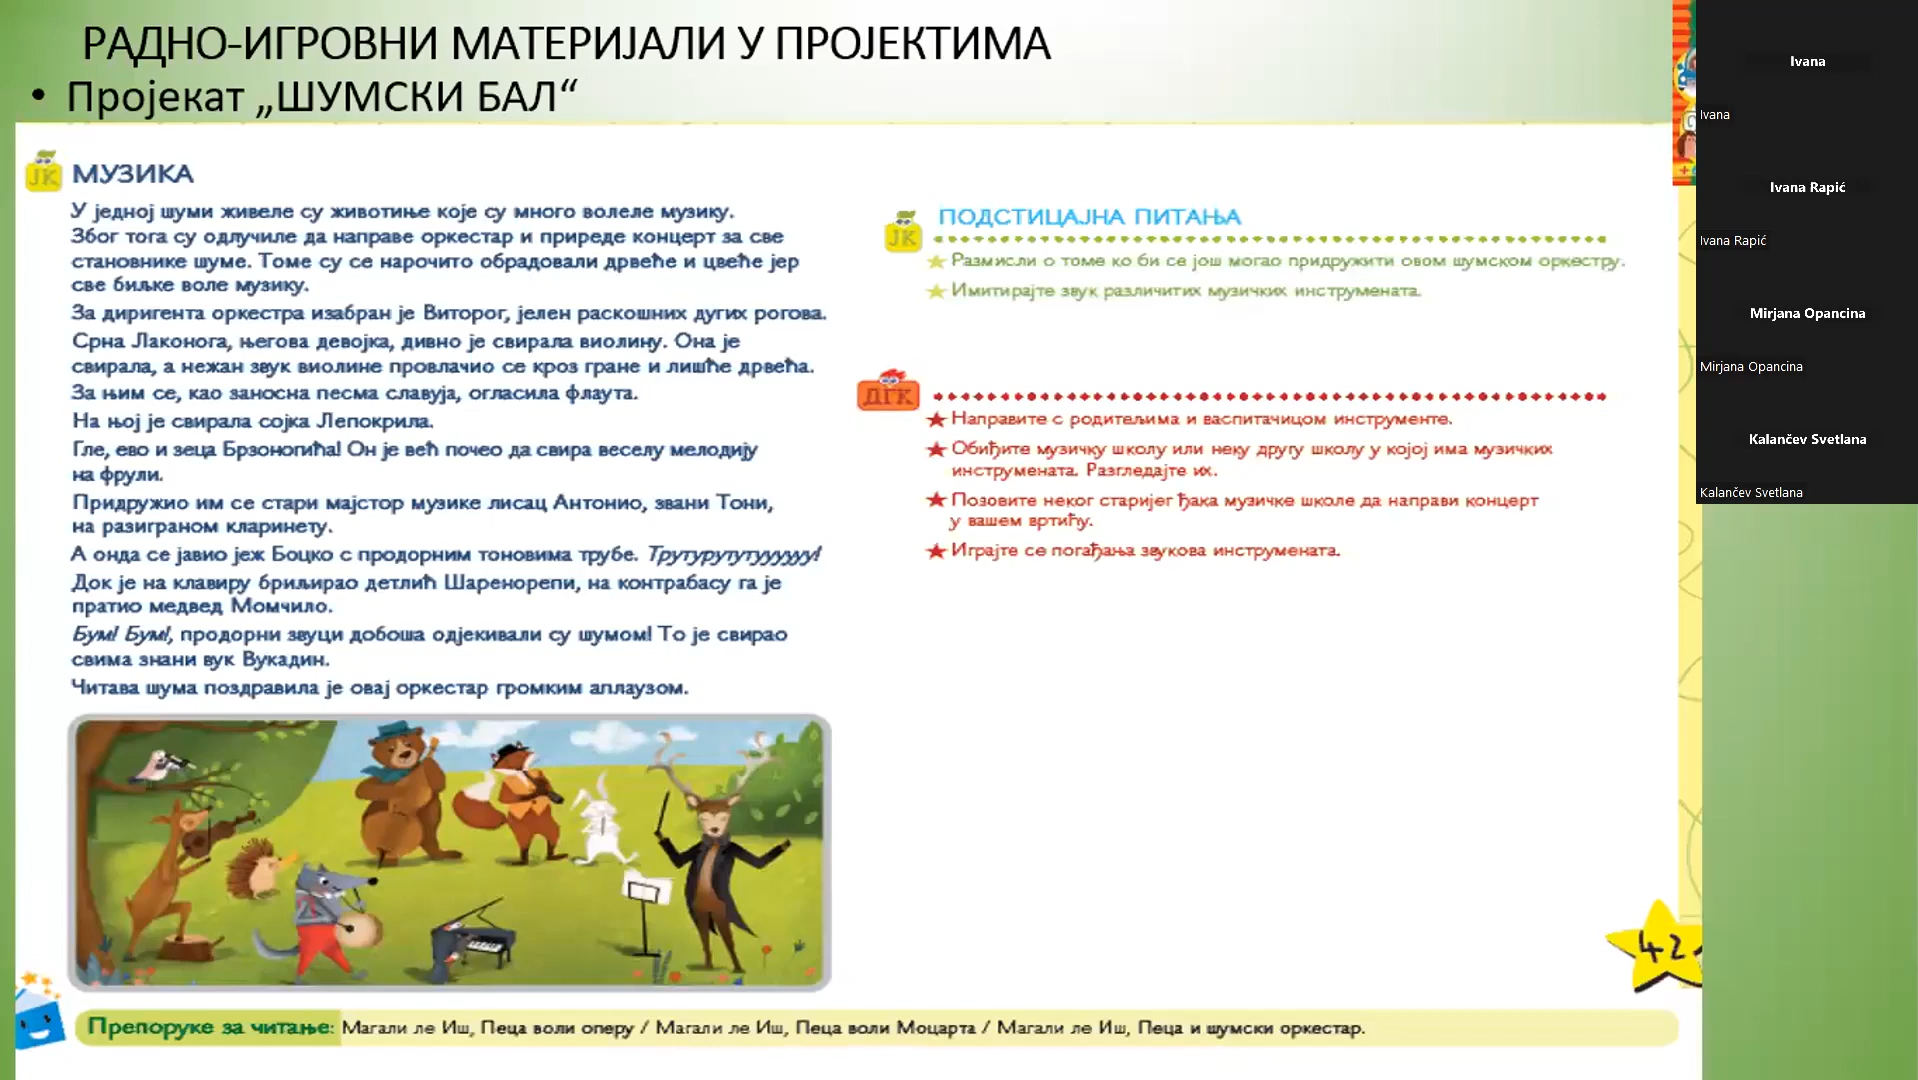 РАДНО-ИГРОВНИ МАТЕРИЈАЛИ У ПРОЈЕКТИМА
• Пројекат „ШУМСКИ БАЛ“
ЈК МУЗИКА
У једној шуми живеле су животиње које су много волеле музику.
Због тога су одлучиле да направе оркестар и приреде концерт за све
становнике шуме. Томе су се нарочито обрадовали дрвеће и цвеће јер
све биљке воле музику.
За диригента оркестра изабран је Виторог, јелен раскошних дугих рогова.
Срна Лаконога, његова девојка, дивно је свирала виолину. Она је
свирала, а нежан звук виолине провлачио се кроз гране и лишће дрвећа.
За њим се, као заносна песма славуја, огласила флаута.
На њој је свирала сојка Лепокрила.
Гле, ево и зеца Брзоногића! Он је већ почео да свира веселу мелодију
на фрули.
Придружио им се стари мајстор музике лисац Антонио, звани Тони,
на разиграном кларинету.
А онда се јавио јеж Боцко с продорним тоновима трубе. Трутурутутууууу!
Док је на клавиру бриљирао детлић Шаренорепи, на контрабасу га је
пратио медвед Момчило.
Бум! Бум!, продорни звуци добоша одјекивали су шумом! То је свирао
свима знани вук Вукадин.
Читава шума поздравила је овај оркестар громким аплаузом.
Препоруке за читање: Магали ле Иш, Пеца воли оперу / Магали ле Иш, Пеца воли Моцарта / Магали ле Иш, Пеца и шумски оркестар.
ЈК ПОДСТИЦАЈНА ПИТАЊА
Размисли о томе ко би се још могао придружити овом шумском оркестру.
Имитирајте звук различитих музичких инструмената.
ДГК
Направите с родитељима и васпитачицом инструменте.
Обиђите музичку школу или неку другу школу у којој има музичких
инструмената. Разгледајте их.
Позовите неког старијег ђака музичке школе да направи концерт
у вашем вртићу.
Играјте се погађања звукова инструмената.
42
Ivana
Ivana
Ivana Rapić
Ivana Rapić
Mirjana Opancina
Mirjana Opancina
Kalančev Svetlana
Kalančev Svetlana